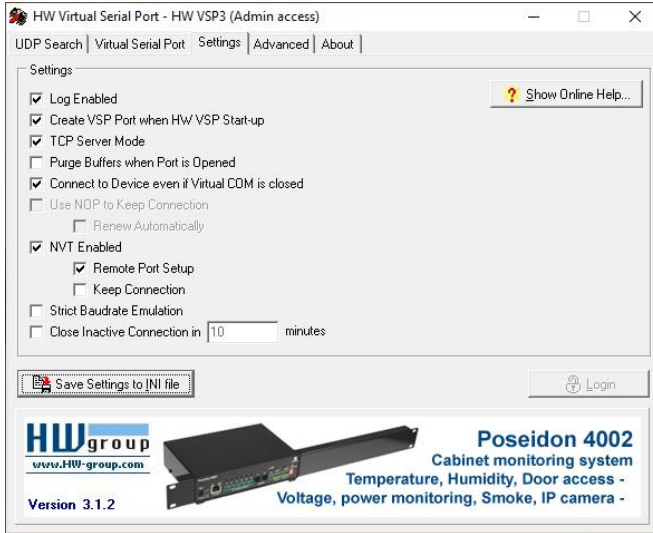 HW Virtual Serial Port - HW VSP3 (Admin access)
UDP Search Virtual Serial Port Settings Advanced About
Settings
Show Online Help...
Log Enabled
Create VSP Port when HW VSP Start-up
TCP Server Mode
Purge Buffers when Port is Opened
Connect to Device even if Virtual COM is closed
Use NOP to Keep Connection
Renew Automatically
NVT Enabled
Remote Port Setup
Keep Connection
Strict Baudrate Emulation
Close Inactive Connection in 10 minutes
Save Settings to INI file
Login
HW group
www.HW-group.com
Version 3.1.2
Poseidon 4002
Cabinet monitoring system
Temperature, Humidity, Door access -
Voltage, power monitoring, Smoke, IP camera -